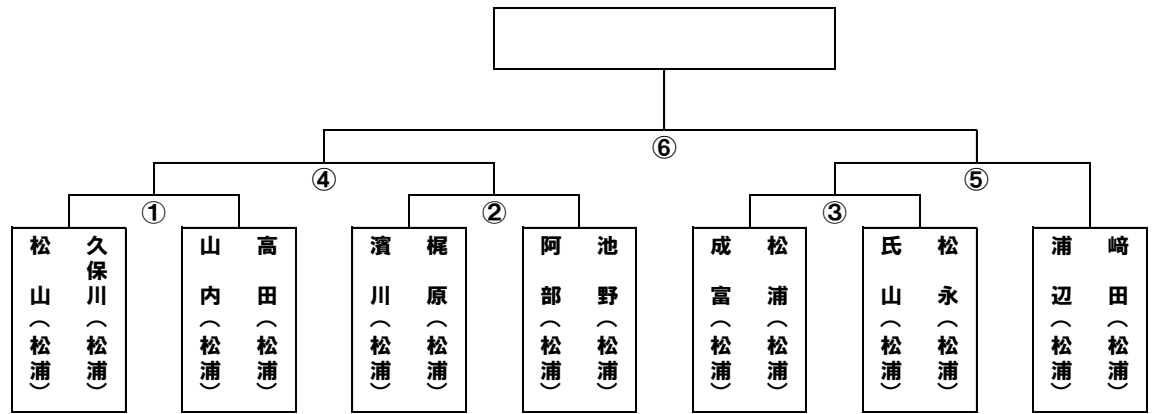 ⑥
④
⑤
①
②
③
久保川（松浦）
松山（松浦）
高田（松浦）
山内（松浦）
梶原（松浦）
濱川（松浦）
池野（松浦）
阿部（松浦）
松浦（松浦）
成富（松浦）
松永（松浦）
氏山（松浦）
﨑田（松浦）
浦辺（松浦）